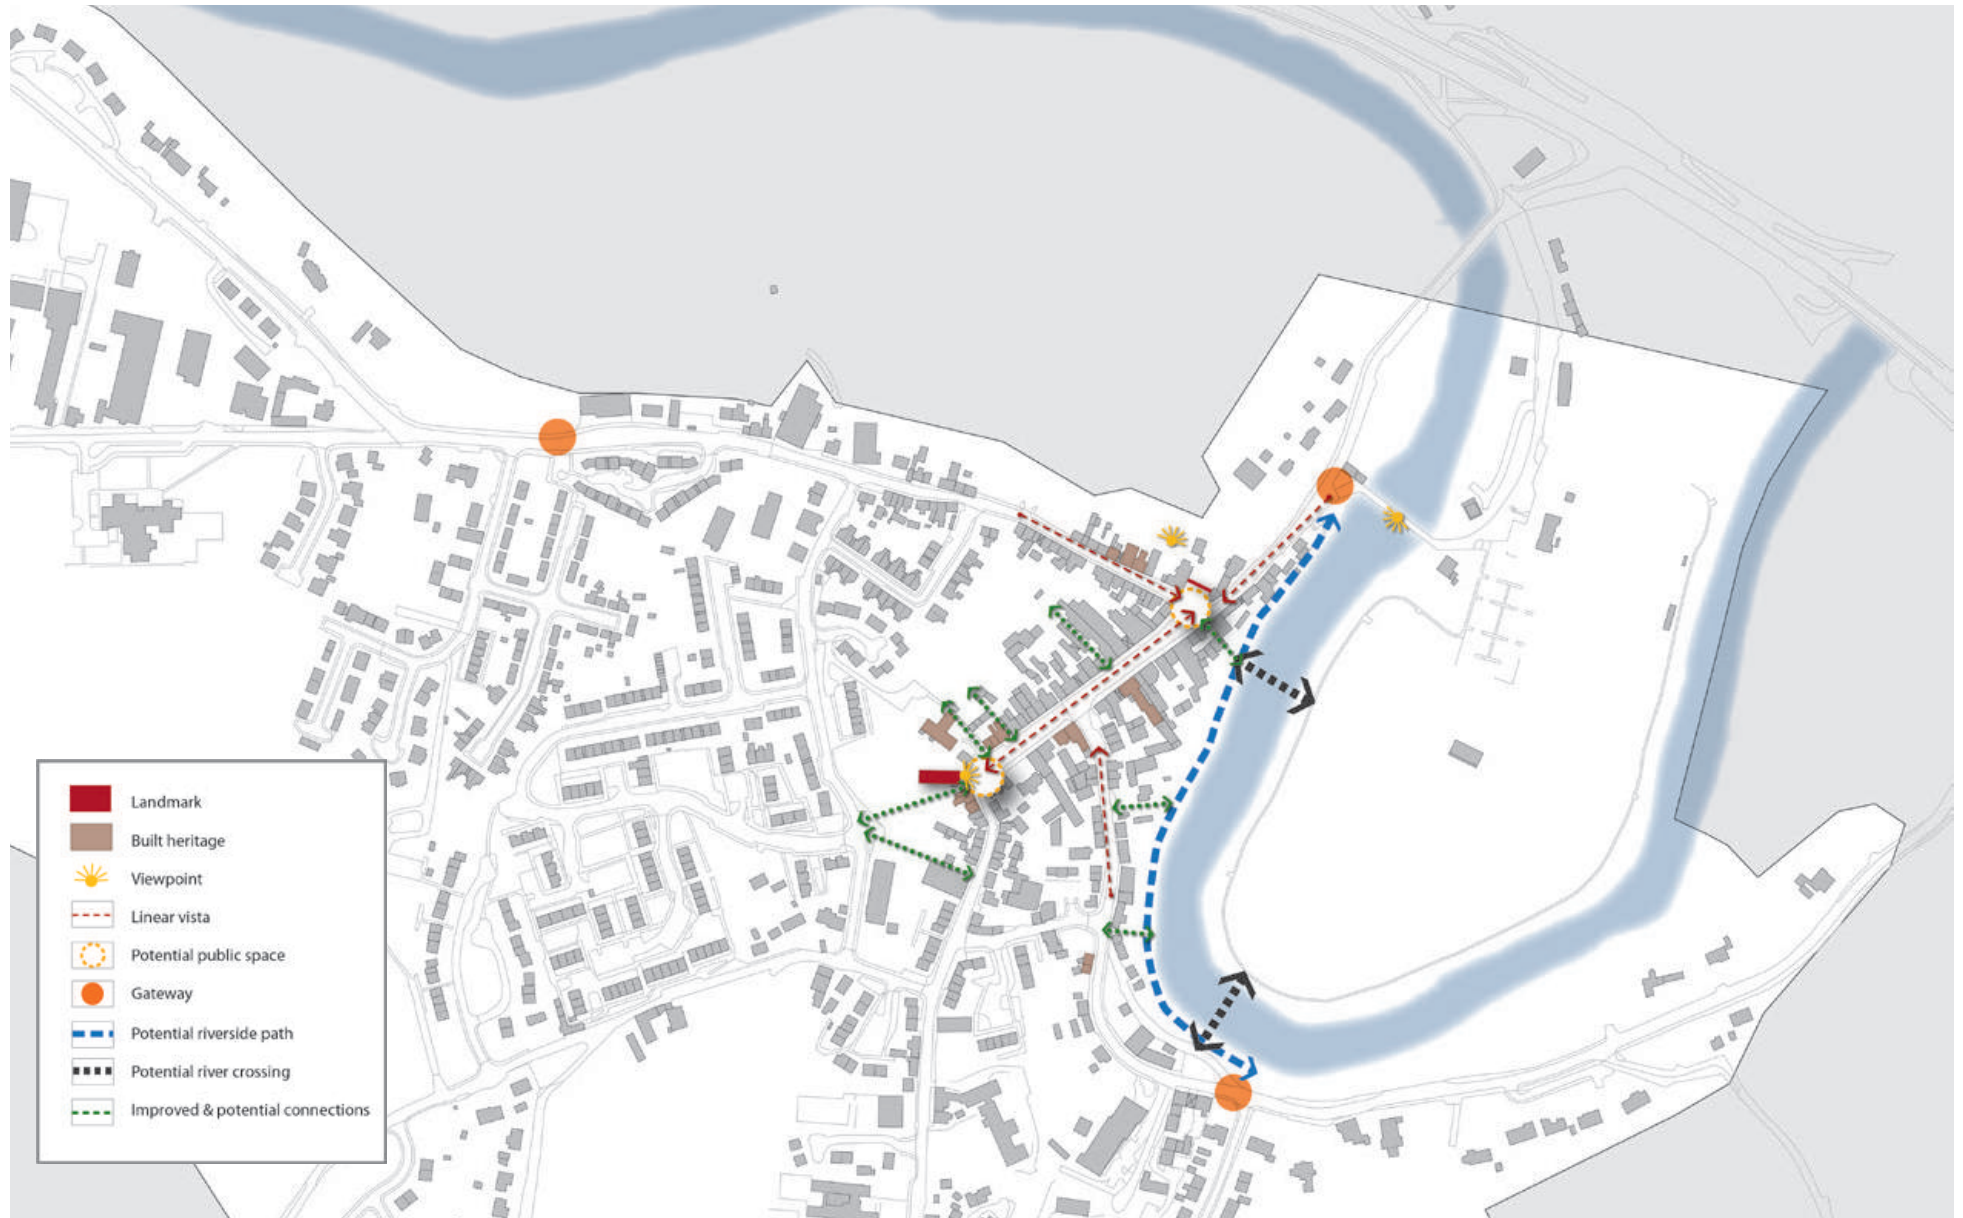 Landmark
Built heritage
Viewpoint
Linear vista
Potential public space
Gateway
Potential riverside path
Potential river crossing
Improved & potential connections